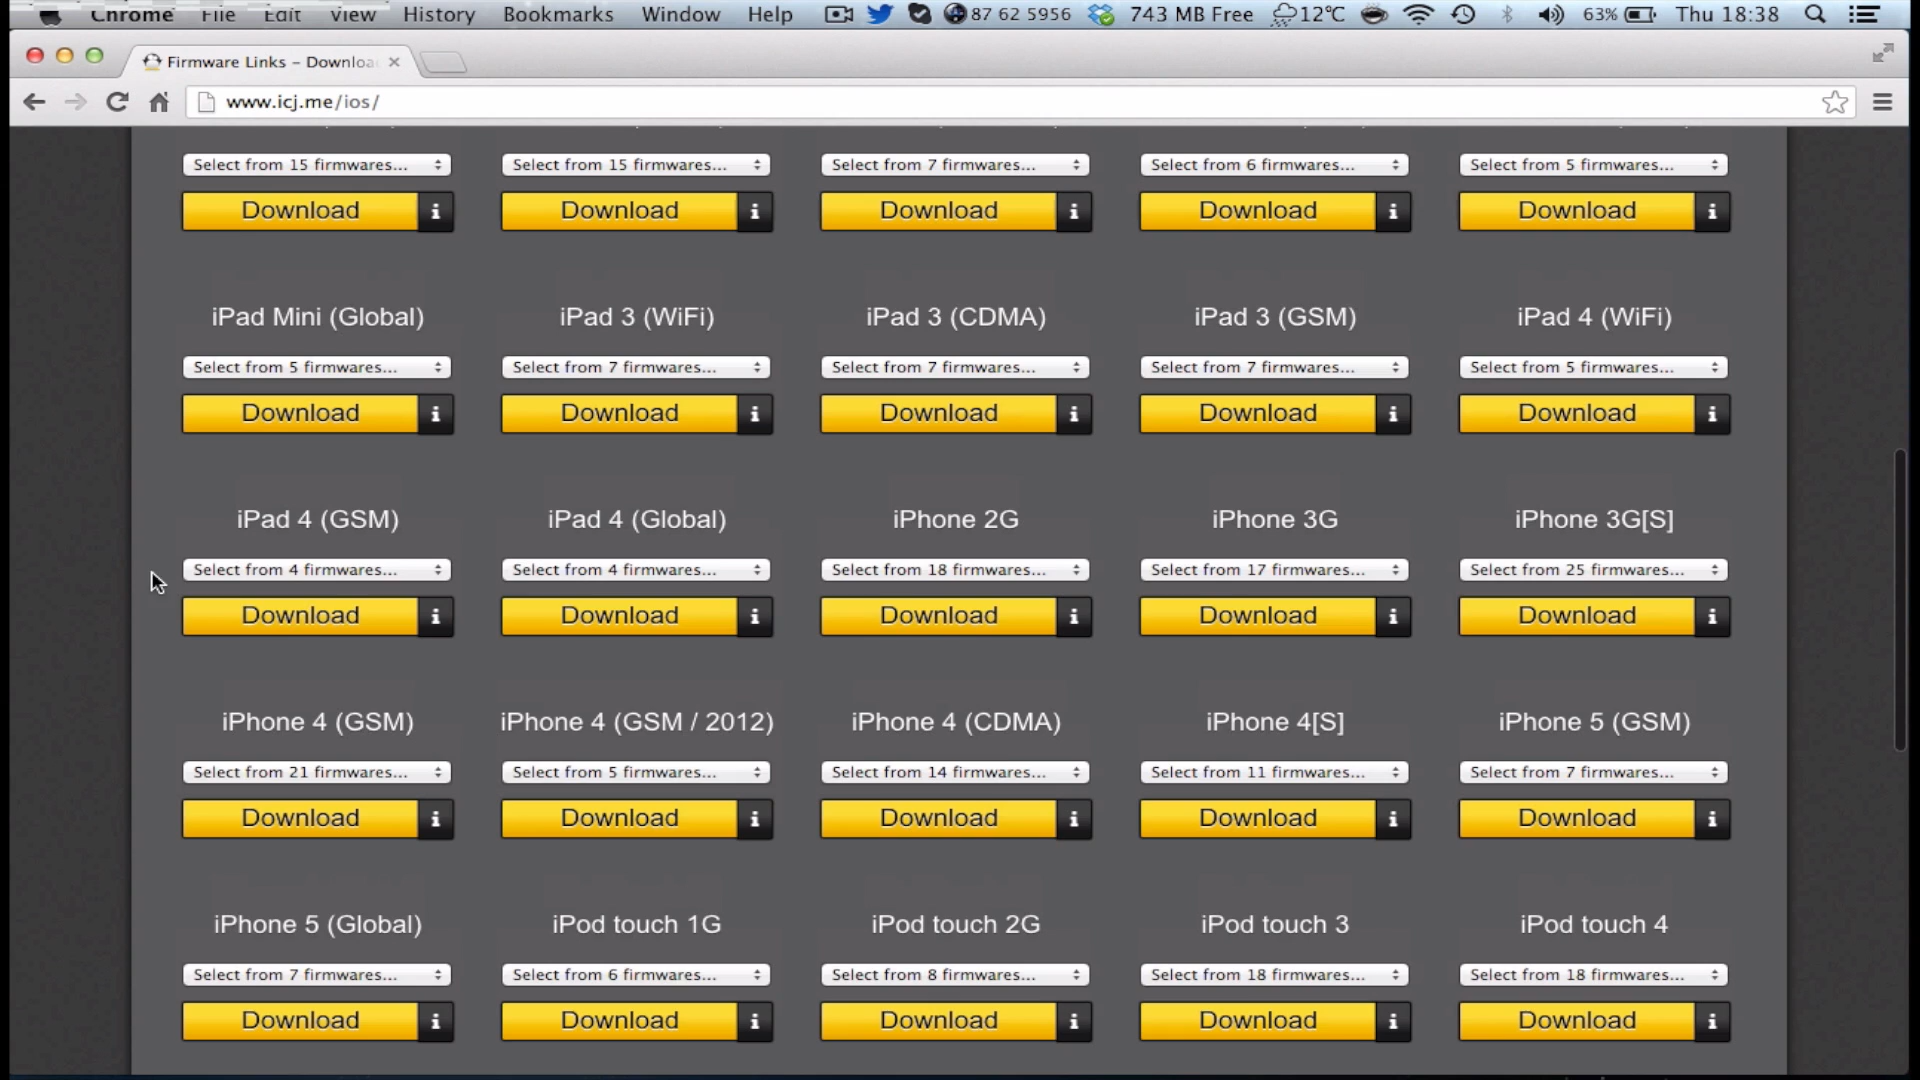 Chrome File Edit View History Bookmarks Window Help 87 62 5956 743 MB Free 12°C 63% Thu 18:38
Firmware Links – Downloa
www.icj.me/ios/
Select from 15 firmwares... Select from 15 firmwares... Select from 7 firmwares... Select from 6 firmwares... Select from 5 firmwares...
Download i Download i Download i Download i Download i
iPad Mini (Global) iPad 3 (WiFi) iPad 3 (CDMA) iPad 3 (GSM) iPad 4 (WiFi)
Select from 5 firmwares... Select from 7 firmwares... Select from 7 firmwares... Select from 7 firmwares... Select from 5 firmwares...
Download i Download i Download i Download i Download i
iPad 4 (GSM) iPad 4 (Global) iPhone 2G iPhone 3G iPhone 3G[S]
Select from 4 firmwares... Select from 4 firmwares... Select from 18 firmwares... Select from 17 firmwares... Select from 25 firmwares...
Download i Download i Download i Download i Download i
iPhone 4 (GSM) iPhone 4 (GSM / 2012) iPhone 4 (CDMA) iPhone 4[S] iPhone 5 (GSM)
Select from 21 firmwares... Select from 5 firmwares... Select from 14 firmwares... Select from 11 firmwares... Select from 7 firmwares...
Download i Download i Download i Download i Download i
iPhone 5 (Global) iPod touch 1G iPod touch 2G iPod touch 3 iPod touch 4
Select from 7 firmwares... Select from 6 firmwares... Select from 8 firmwares... Select from 18 firmwares... Select from 18 firmwares...
Download i Download i Download i Download i Download i